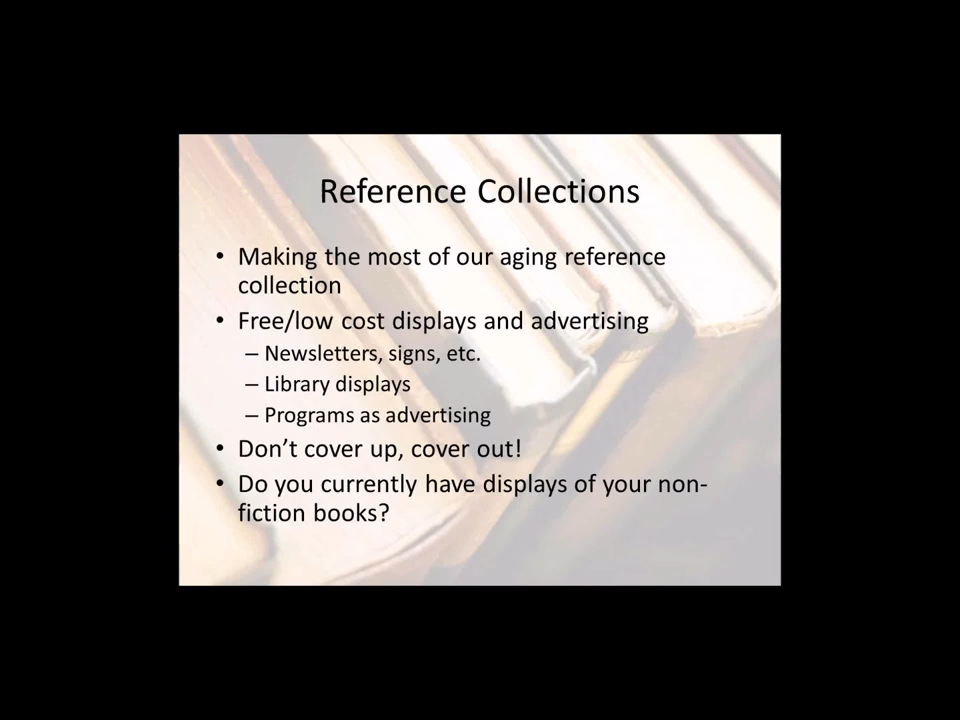 Reference Collections
• Making the most of our aging reference
collection
• Free/low cost displays and advertising
– Newsletters, signs, etc.
– Library displays
– Programs as advertising
• Don’t cover up, cover out!
• Do you currently have displays of your non-
fiction books?